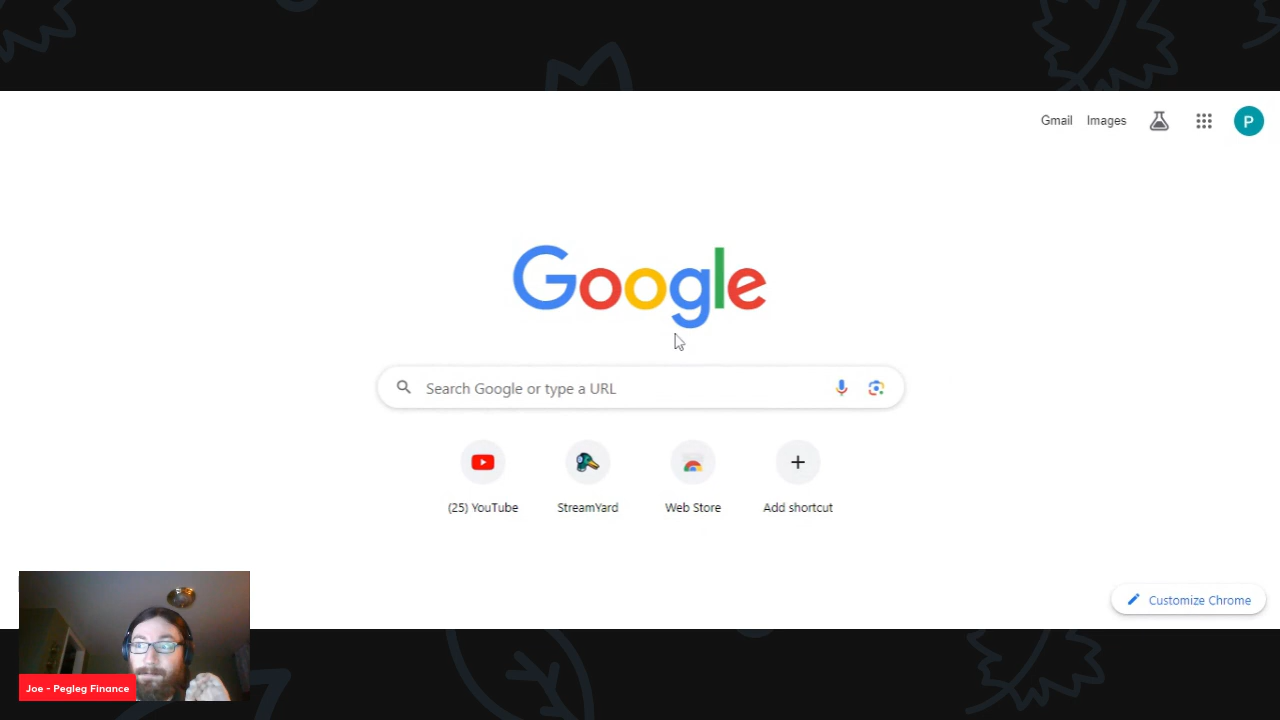 Gmail Images
P
Google
Search Google or type a URL
(25) YouTube StreamYard Web Store Add shortcut
Customize Chrome
Joe - Pegleg Finance